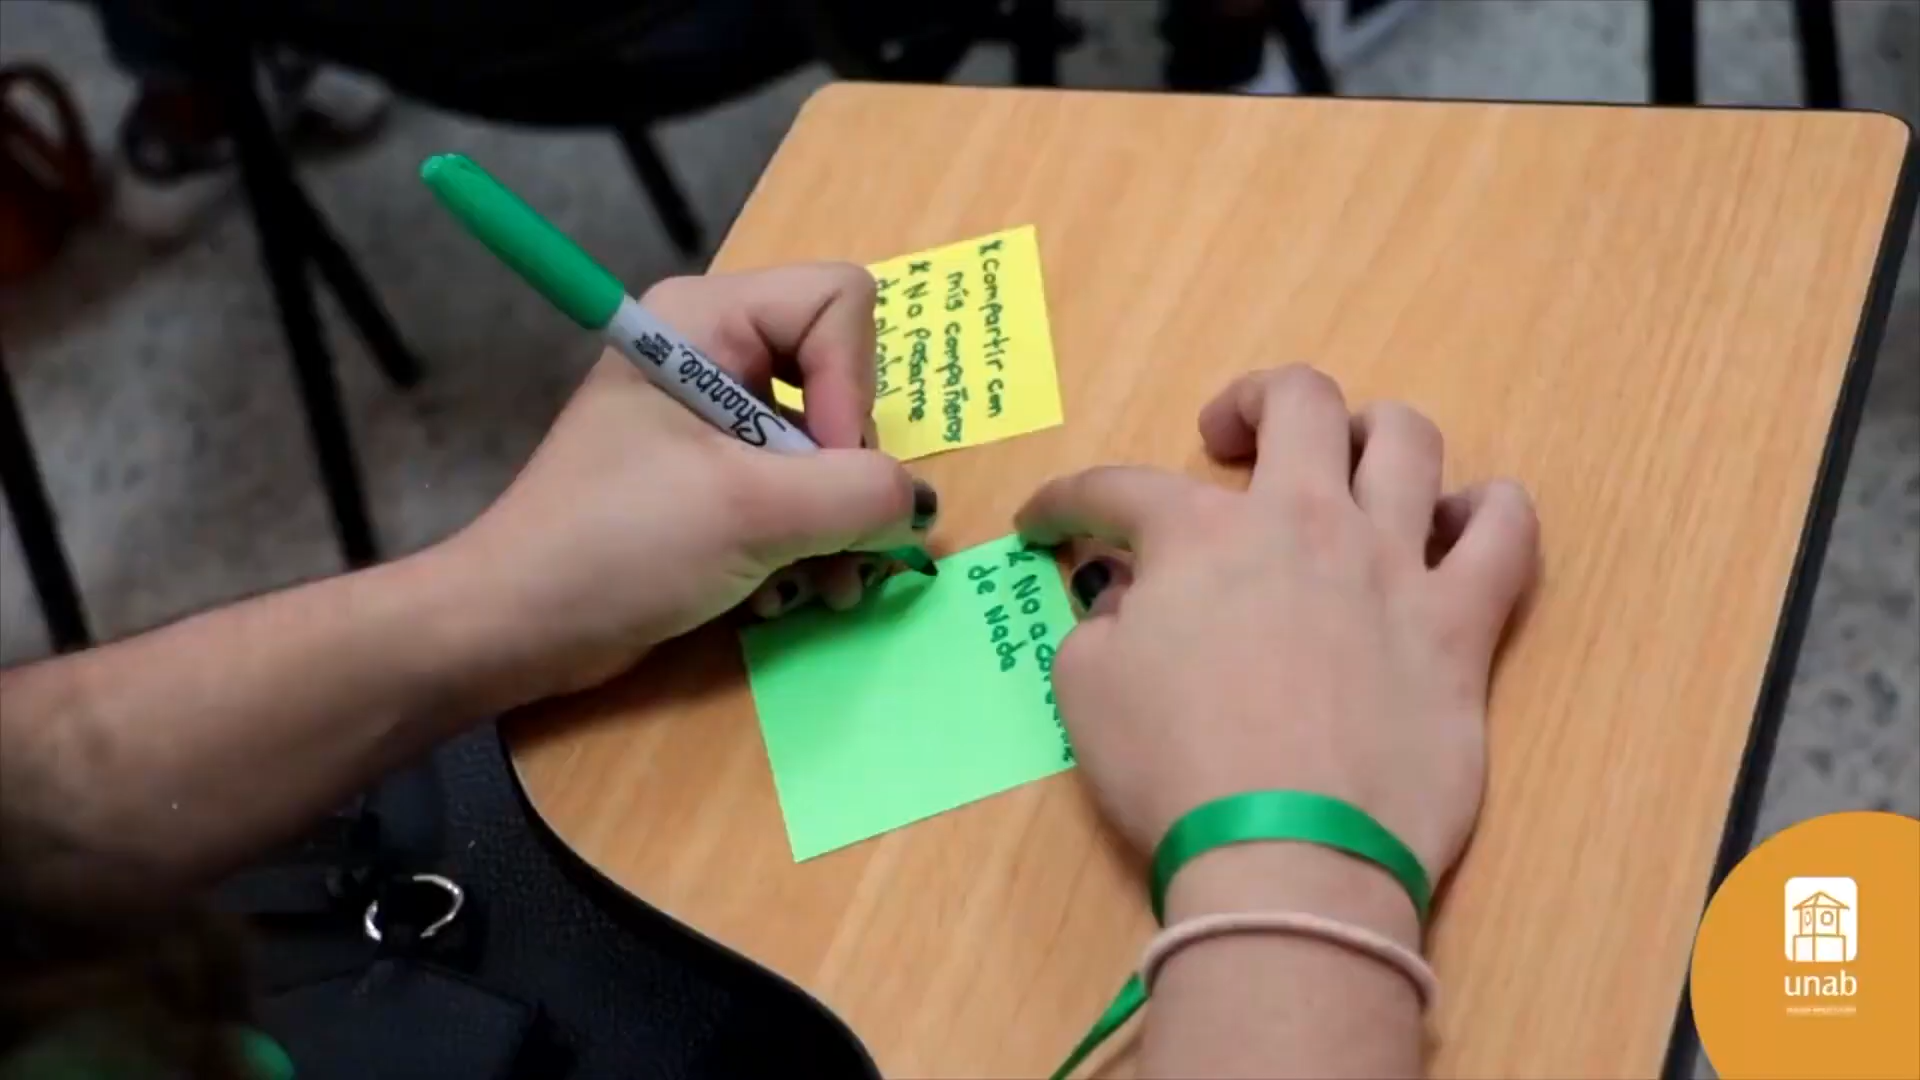 x Compartir con
mis compañeros
x No pasarme
de alcohol
x No a
de Nada
Sharpie
unab